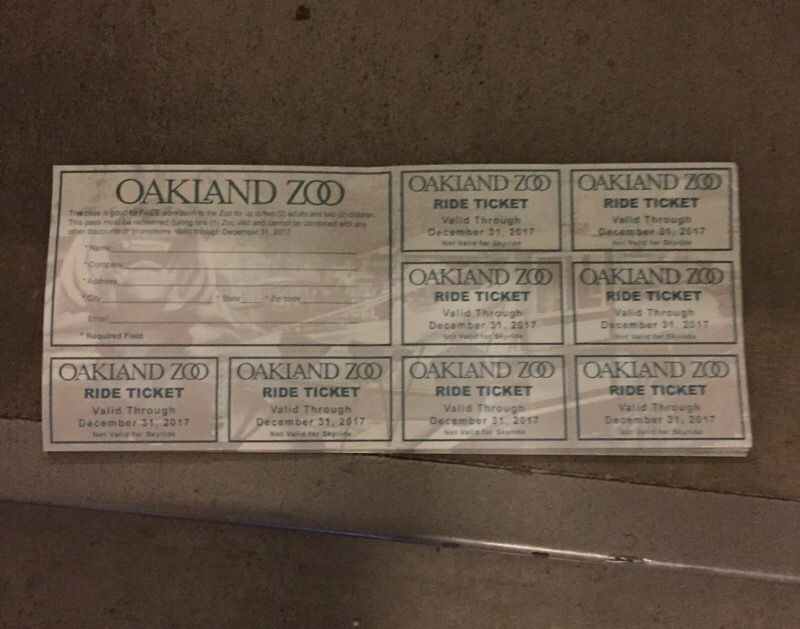 OAKLAND ZOO
This pass is good for FREE admission to the Zoo for up to two (2) adults and two (2) children.
This pass must be redeemed during one (1) Zoo visit and cannot be combined with any
other discounts or promotions. Valid through December 31, 2017.
* Name
* Company
* Address
* City * State * Zip code
Email
* Required Field
OAKLAND ZOO
RIDE TICKET
Valid Through
December 31, 2017
Not Valid for Skyride
OAKLAND ZOO
RIDE TICKET
Valid Through
December 31, 2017
Not Valid for Skyride
OAKLAND ZOO
RIDE TICKET
Valid Through
December 31, 2017
Not Valid for Skyride
OAKLAND ZOO
RIDE TICKET
Valid Through
December 31, 2017
Not Valid for Skyride
OAKLAND ZOO
RIDE TICKET
Valid Through
December 31, 2017
Not Valid for Skyride
OAKLAND ZOO
RIDE TICKET
Valid Through
December 31, 2017
Not Valid for Skyride
OAKLAND ZOO
RIDE TICKET
Valid Through
December 31, 2017
Not Valid for Skyride
OAKLAND ZOO
RIDE TICKET
Valid Through
December 31, 2017
Not Valid for Skyride